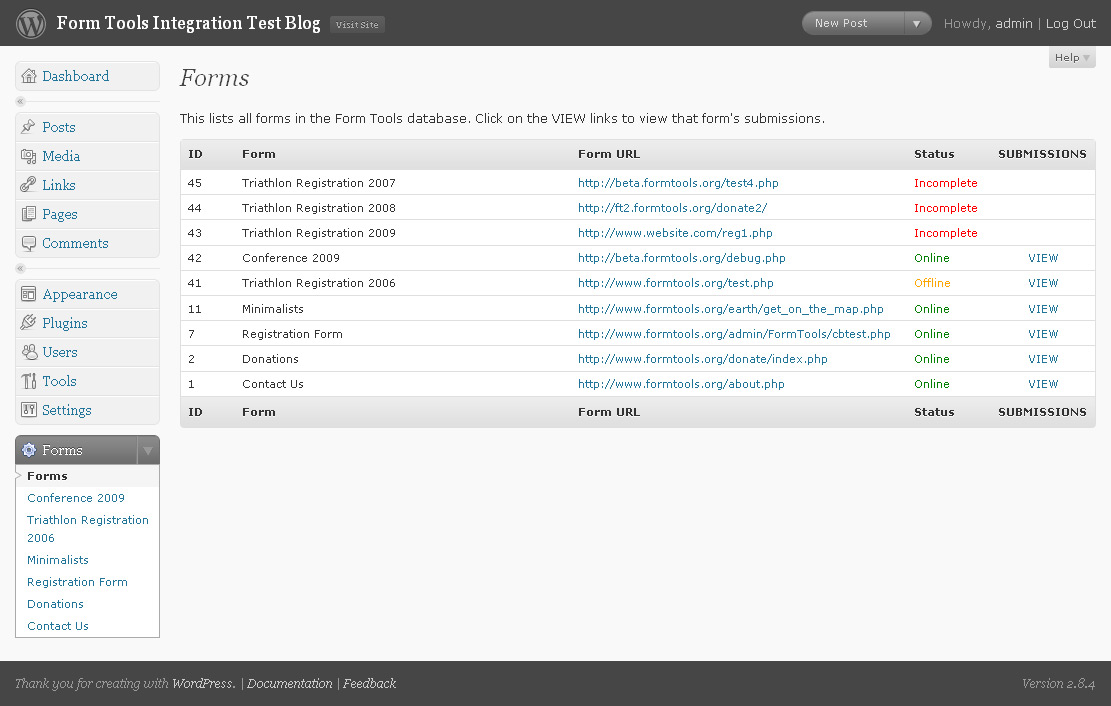 Form Tools Integration Test Blog Visit Site New Post Howdy, admin | Log Out
Help
Dashboard
Posts
Media
Links
Pages
Comments
Appearance
Plugins
Users
Tools
Settings
Forms
Forms
Conference 2009
Triathlon Registration
2006
Minimalists
Registration Form
Donations
Contact Us
Forms
This lists all forms in the Form Tools database. Click on the VIEW links to view that form's submissions.
ID Form Form URL Status SUBMISSIONS
45 Triathlon Registration 2007 http://beta.formtools.org/test4.php Incomplete
44 Triathlon Registration 2008 http://ft2.formtools.org/donate2/ Incomplete
43 Triathlon Registration 2009 http://www.website.com/reg1.php Incomplete
42 Conference 2009 http://beta.formtools.org/debug.php Online VIEW
41 Triathlon Registration 2006 http://www.formtools.org/test.php Offline VIEW
11 Minimalists http://www.formtools.org/earth/get_on_the_map.php Online VIEW
7 Registration Form http://www.formtools.org/admin/FormTools/cbtest.php Online VIEW
2 Donations http://www.formtools.org/donate/index.php Online VIEW
1 Contact Us http://www.formtools.org/about.php Online VIEW
ID Form Form URL Status SUBMISSIONS
Thank you for creating with WordPress. | Documentation | Feedback Version 2.8.4